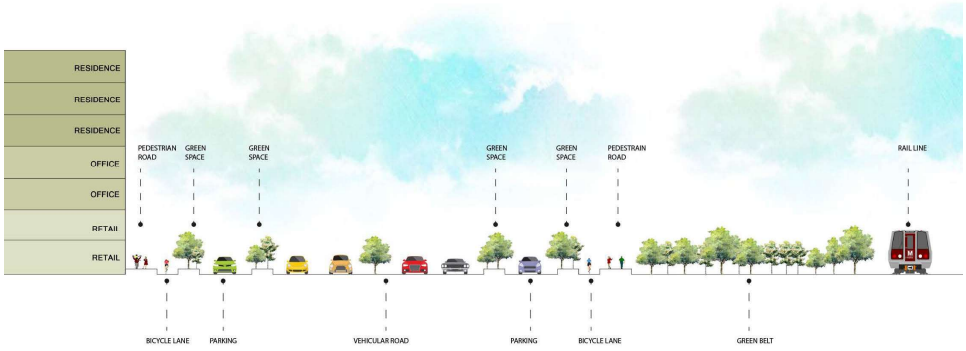 RESIDENCE
RESIDENCE
RESIDENCE
OFFICE
OFFICE
RETAIL
RETAIL
PEDESTRIAN
ROAD
GREEN
SPACE
GREEN
SPACE
GREEN
SPACE
GREEN
SPACE
PEDESTRIAN
ROAD
RAIL LINE
M
BICYCLE LANE
PARKING
VEHICULAR ROAD
PARKING
BICYCLE LANE
GREEN BELT